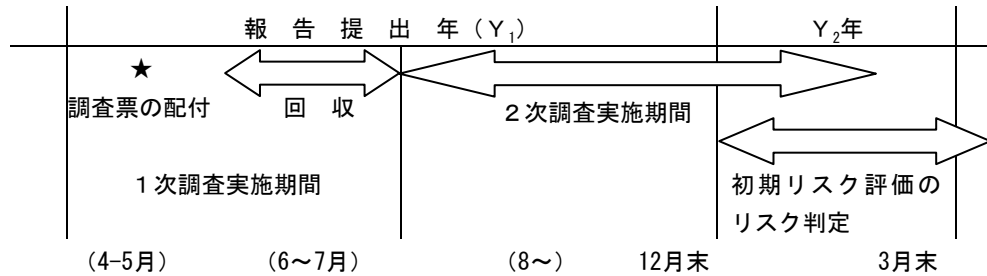 報 告 提 出 年（Y₁） Y₂年
★
調査票の配付 回 収 2次調査実施期間
1次調査実施期間 初期リスク評価の
リスク判定
(4-5月) (6～7月) (8～) 12月末 3月末